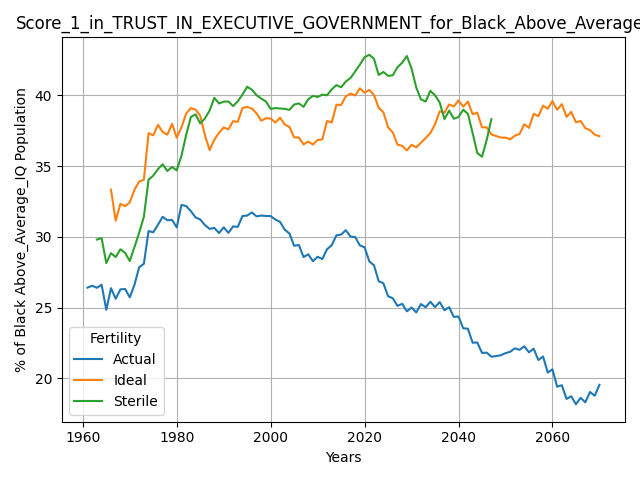 Score_1_in_TRUST_IN_EXECUTIVE_GOVERNMENT_for_Black_Above_Average
% of Black Above_Average_IQ Population
40
35
30
25
20
Fertility
Actual
Ideal
Sterile
1960 1980 2000 2020 2040 2060
Years